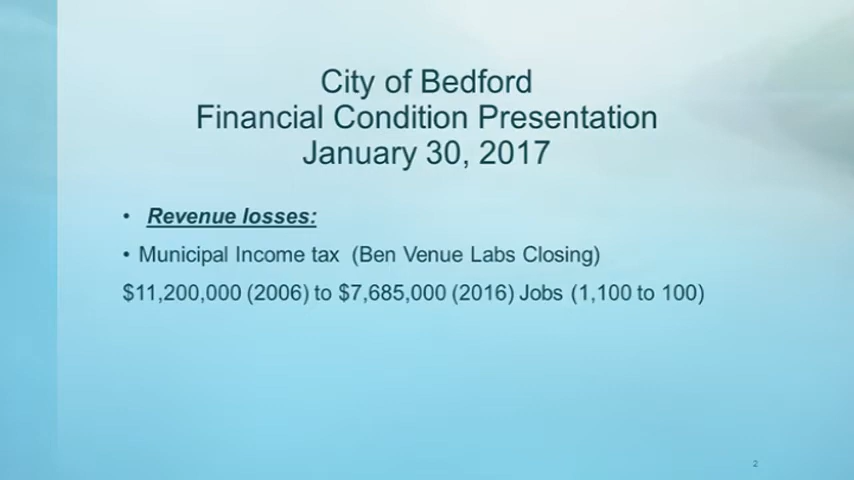 City of Bedford
Financial Condition Presentation
January 30, 2017
• Revenue losses:
• Municipal Income tax (Ben Venue Labs Closing)
$11,200,000 (2006) to $7,685,000 (2016) Jobs (1,100 to 100)
2